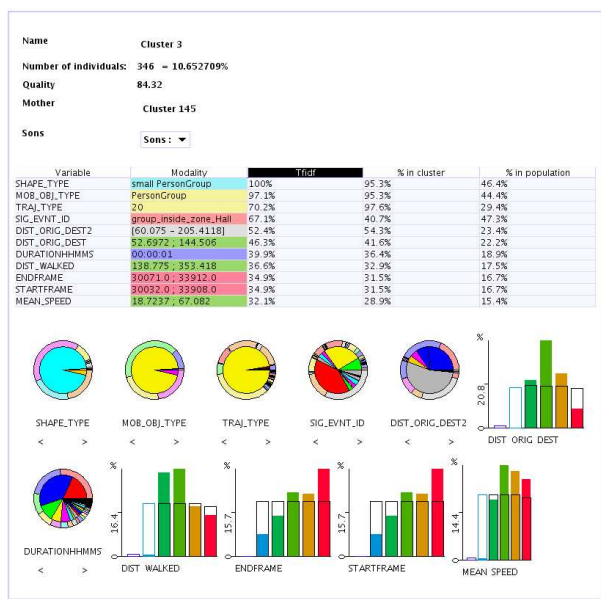 Name Cluster 3
Number of individuals: 346 = 10.652709%
Quality 84.32
Mother Cluster 145
Sons Sons :
Variable Modality Tfidf % in cluster % in population
SHAPE_TYPE small PersonGroup 100% 95.3% 46.4%
MOB_OBJ_TYPE PersonGroup 97.1% 95.3% 44.4%
TRAJ_TYPE 20 70.2% 97.6% 29.4%
SIG_EVNT_ID group_inside_zone_Hall 67.1% 40.7% 47.3%
DIST_ORIG_DEST2 [60.075 - 205.4118] 52.4% 54.3% 23.4%
DIST_ORIG_DEST 52.6972 ; 144.506 46.3% 41.6% 22.2%
DURATIONHHMMS 00:00:01 39.9% 36.4% 18.9%
DIST_WALKED 138.775 ; 353.418 36.6% 32.9% 17.5%
ENDFRAME 30071.0 ; 33912.0 34.9% 31.5% 16.7%
STARTFRAME 30032.0 ; 33908.0 34.9% 31.5% 16.7%
MEAN_SPEED 18.7237 ; 67.082 32.1% 28.9% 15.4%
%
20.8
0
SHAPE_TYPE MOB_OBJ_TYPE TRAJ_TYPE SIG_EVNT_ID DIST_ORIG_DEST2 DIST ORIG DEST
< > < > < > < > < >
% % % %
16.4 15.7 15.7 14.4
0 0 0 0
DURATIONHHMMS DIST WALKED ENDFRAME STARTFRAME MEAN SPEED
< >